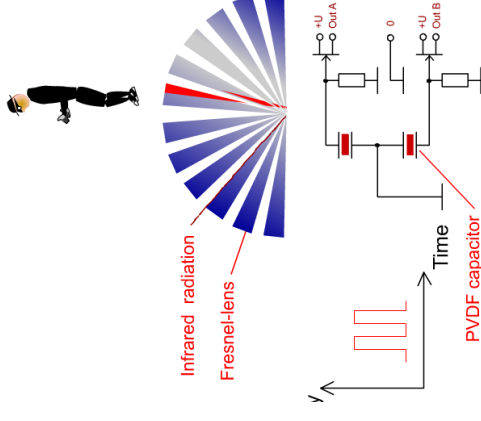 +U
Out A
0
+U
Out B
Infrared radiation
Fresnel-lens
Time
PVDF capacitor
y